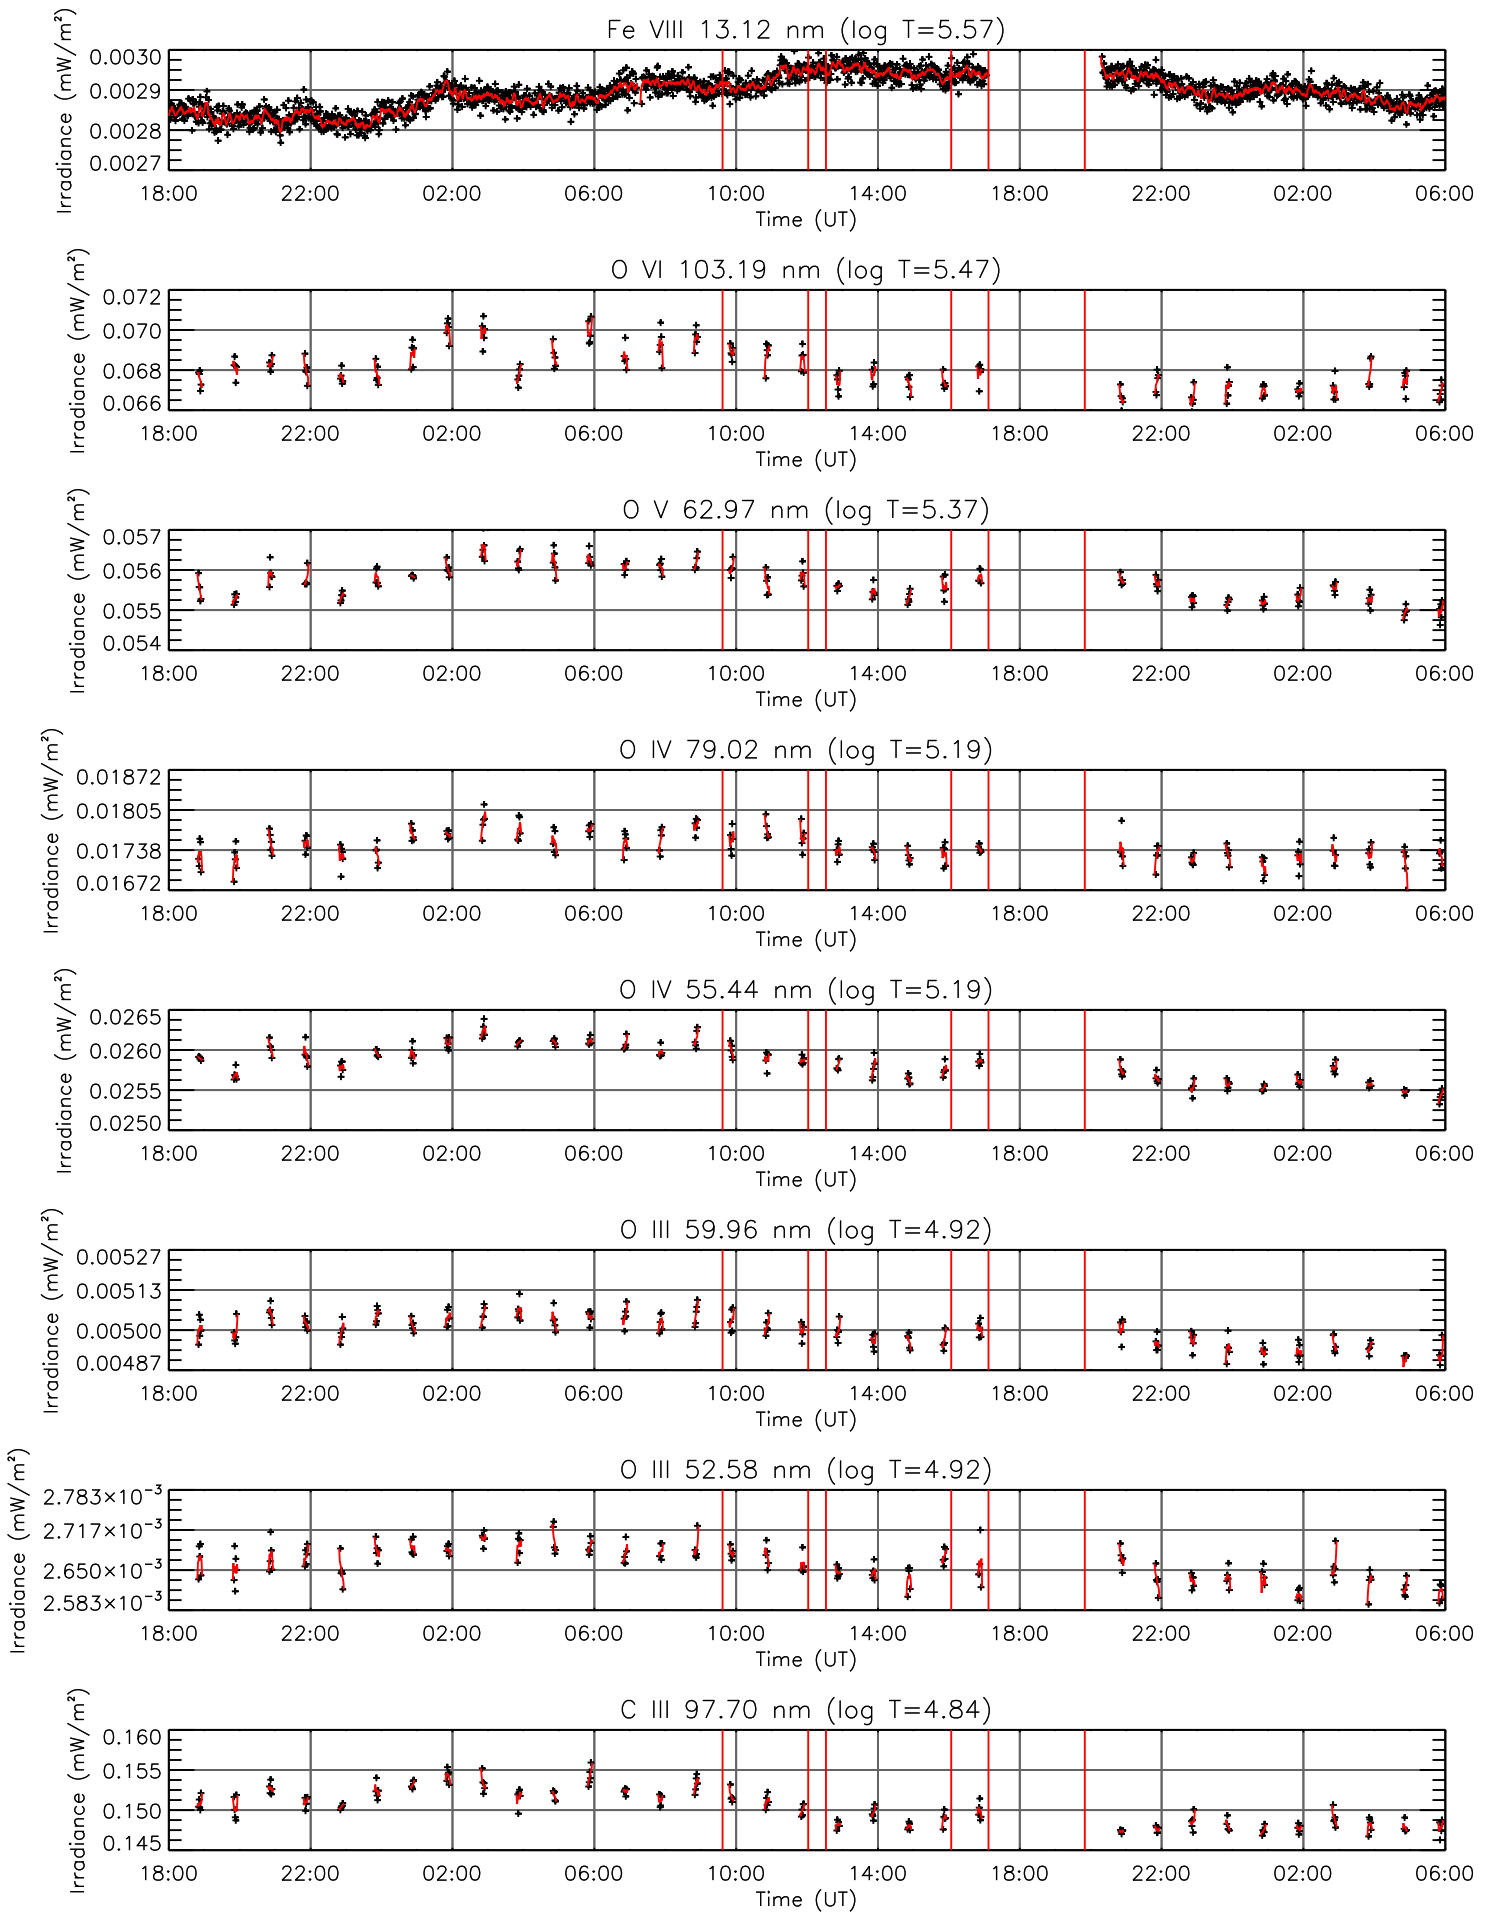 Fe VIII 13.12 nm (log T=5.57)
Irradiance (mW/m²)
0.0030
0.0029
0.0028
0.0027
18:00 22:00 02:00 06:00 10:00 14:00 18:00 22:00 02:00 06:00
Time (UT)
O VI 103.19 nm (log T=5.47)
Irradiance (mW/m²)
0.072
0.070
0.068
0.066
18:00 22:00 02:00 06:00 10:00 14:00 18:00 22:00 02:00 06:00
Time (UT)
O V 62.97 nm (log T=5.37)
Irradiance (mW/m²)
0.057
0.056
0.055
0.054
18:00 22:00 02:00 06:00 10:00 14:00 18:00 22:00 02:00 06:00
Time (UT)
O IV 79.02 nm (log T=5.19)
Irradiance (mW/m²)
0.01872
0.01805
0.01738
0.01672
18:00 22:00 02:00 06:00 10:00 14:00 18:00 22:00 02:00 06:00
Time (UT)
O IV 55.44 nm (log T=5.19)
Irradiance (mW/m²)
0.0265
0.0260
0.0255
0.0250
18:00 22:00 02:00 06:00 10:00 14:00 18:00 22:00 02:00 06:00
Time (UT)
O III 59.96 nm (log T=4.92)
Irradiance (mW/m²)
0.00527
0.00513
0.00500
0.00487
18:00 22:00 02:00 06:00 10:00 14:00 18:00 22:00 02:00 06:00
Time (UT)
O III 52.58 nm (log T=4.92)
Irradiance (mW/m²)
2.783×10⁻³
2.717×10⁻³
2.650×10⁻³
2.583×10⁻³
18:00 22:00 02:00 06:00 10:00 14:00 18:00 22:00 02:00 06:00
Time (UT)
C III 97.70 nm (log T=4.84)
Irradiance (mW/m²)
0.160
0.155
0.150
0.145
18:00 22:00 02:00 06:00 10:00 14:00 18:00 22:00 02:00 06:00
Time (UT)